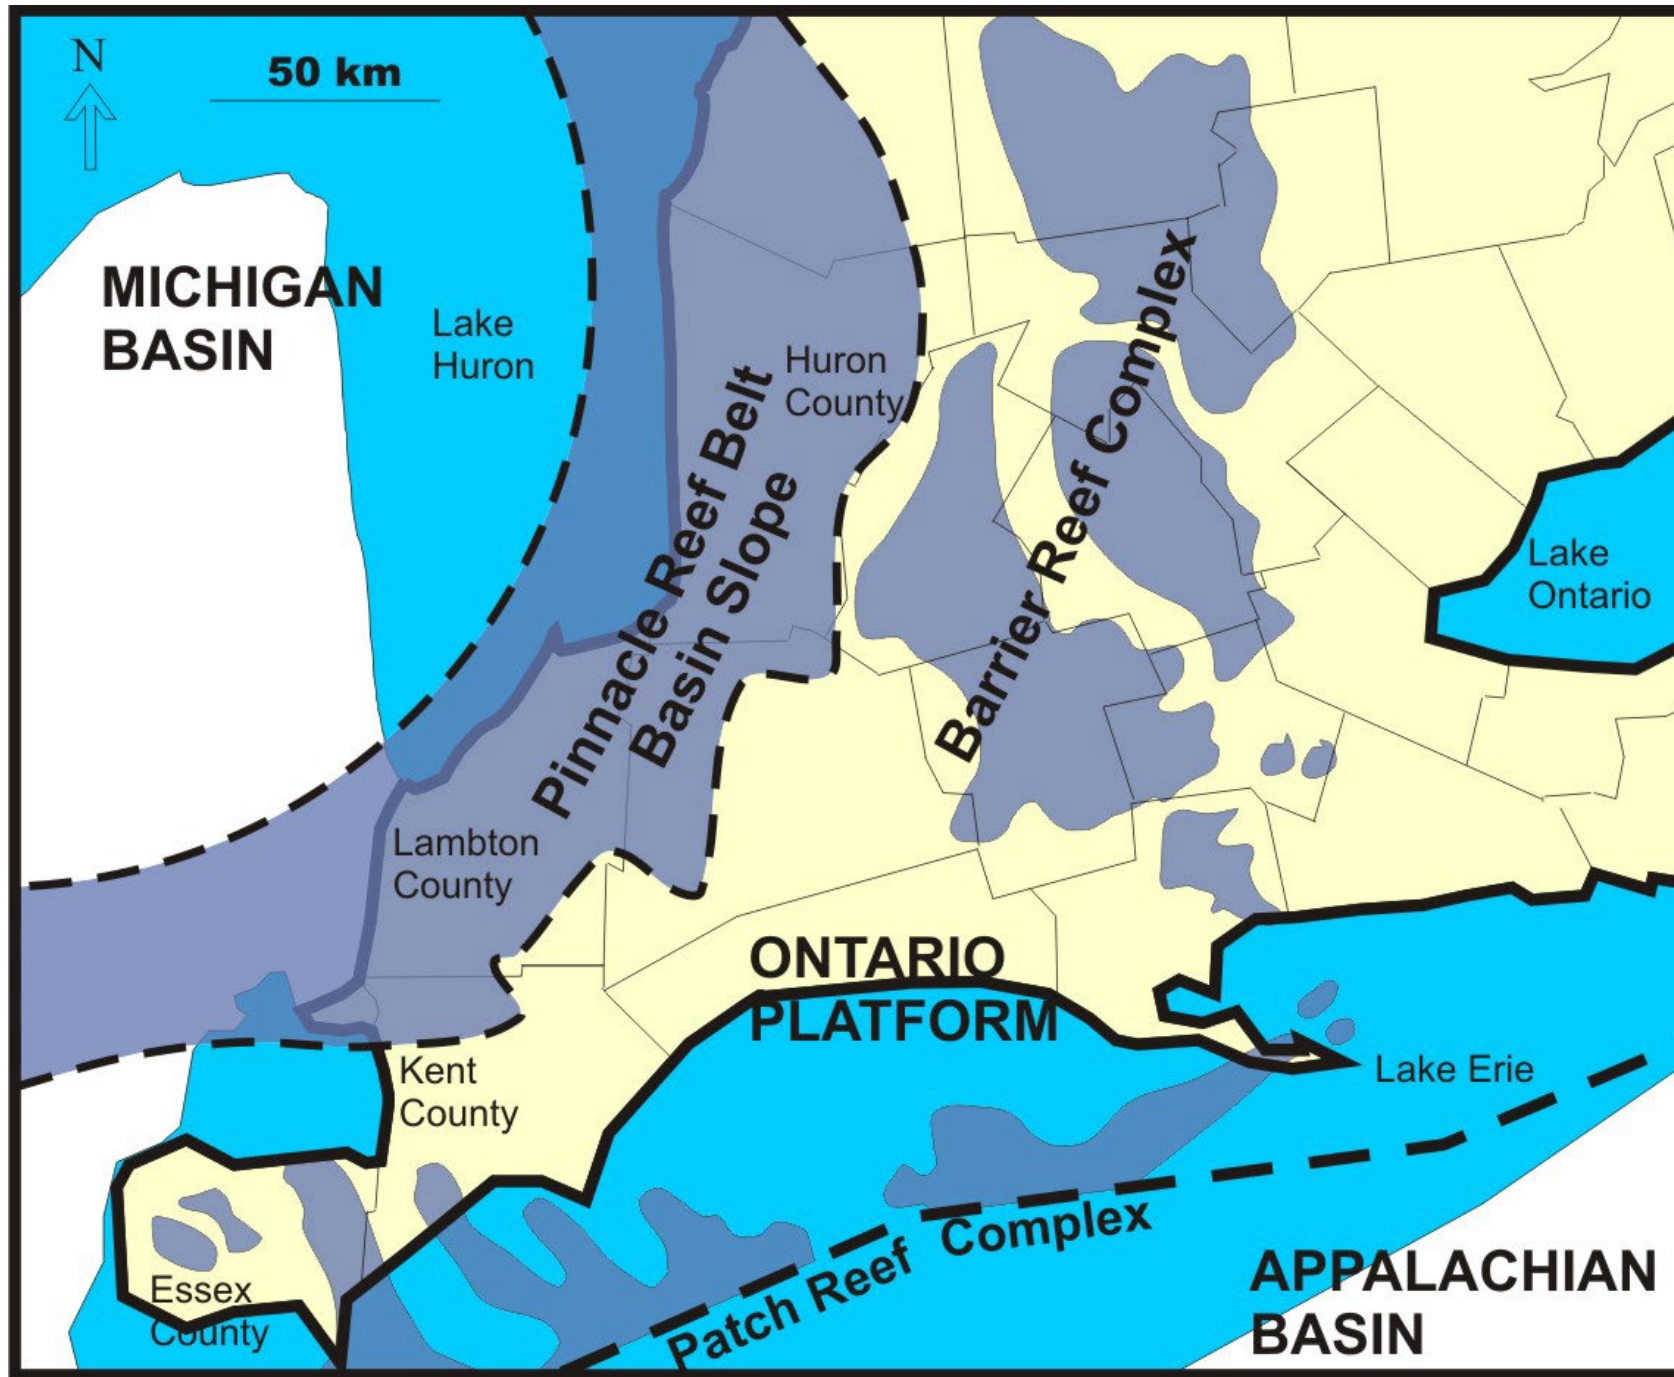 N
50 km
MICHIGAN
BASIN
Lake
Huron
Huron
County
Pinnacle Reef Belt
Basin Slope
Barrier Reef Complex
Lake
Ontario
Lambton
County
ONTARIO
PLATFORM
Kent
County
Lake Erie
Essex
County
Patch Reef Complex
APPALACHIAN
BASIN